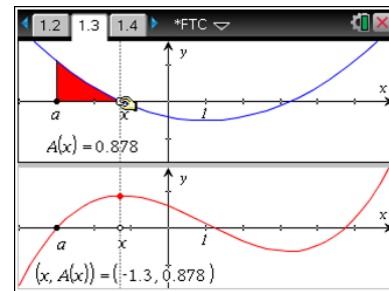 1.2 1.3 1.4 *FTC
y
x
a x 1
A(x) = 0.878
y
x
a x 1
(x, A(x)) = (-1.3, 0.878)